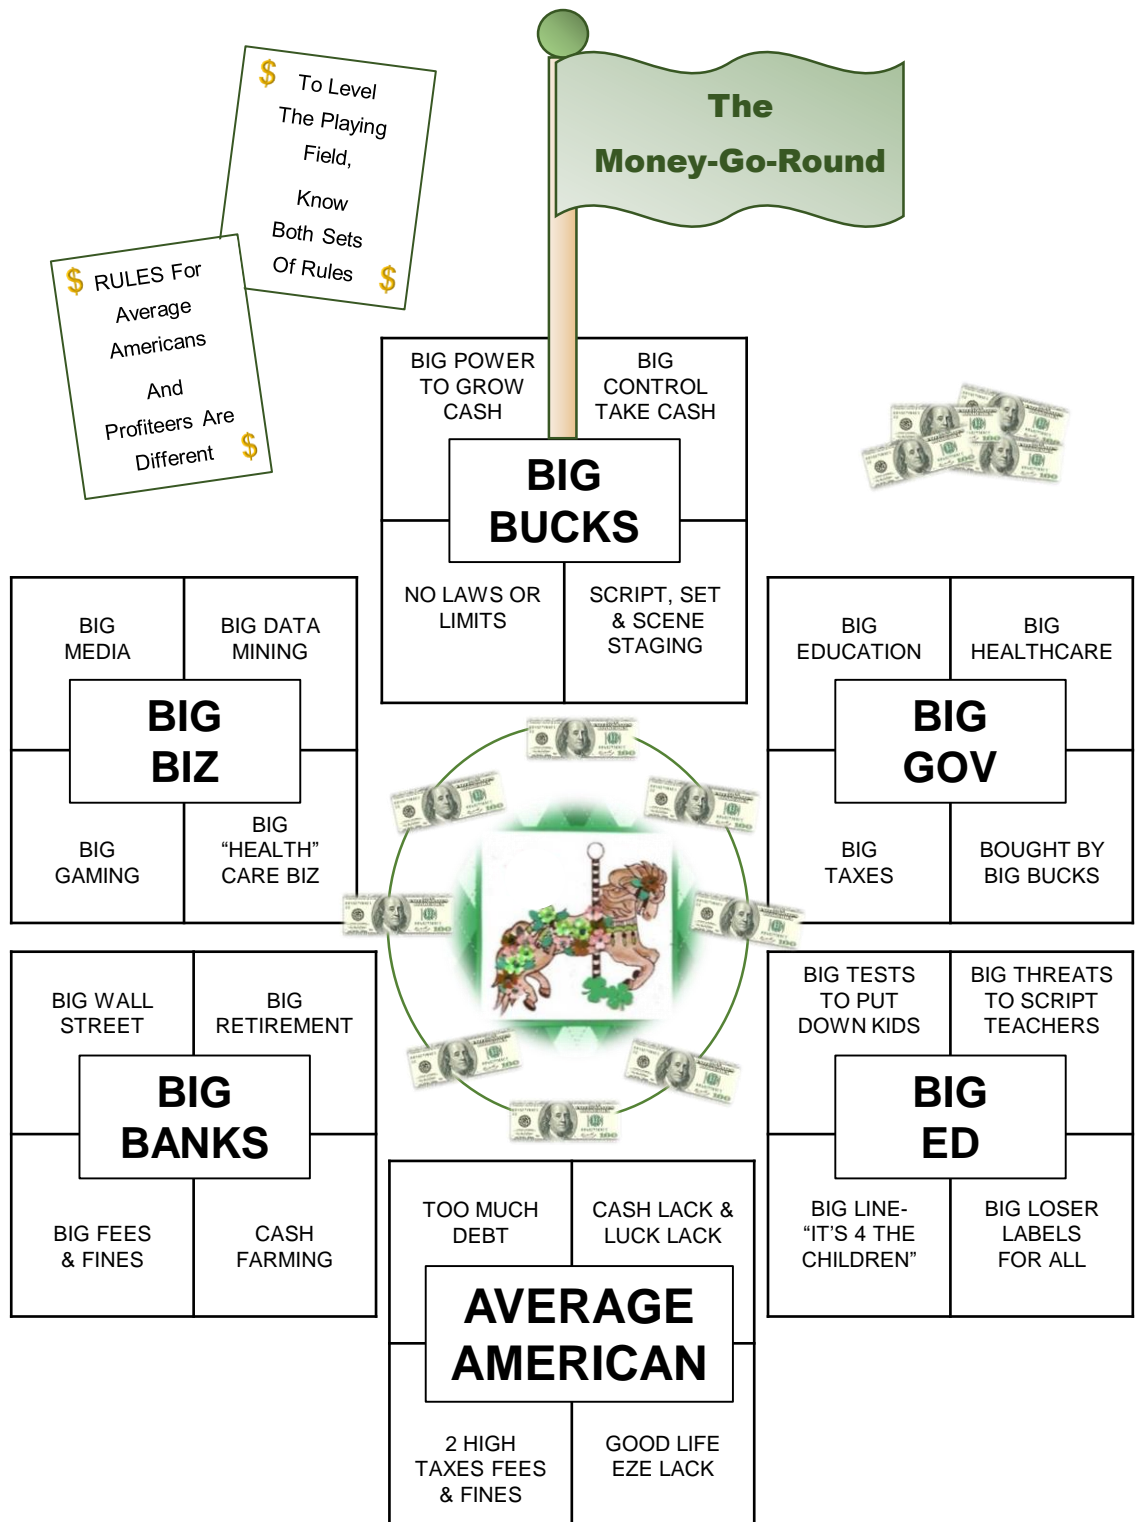 The
Money-Go-Round
$ To Level
The Playing
Field,
Know
Both Sets
Of Rules $
$ RULES For
Average
Americans
And
Profiteers Are
Different $
BIG POWER
TO GROW
CASH
BIG
CONTROL
TAKE CASH
BIG
BUCKS
NO LAWS OR
LIMITS
SCRIPT, SET
& SCENE
STAGING
BIG
MEDIA
BIG DATA
MINING
BIG
BIZ
BIG
GAMING
BIG
“HEALTH”
CARE BIZ
BIG
EDUCATION
BIG
HEALTHCARE
BIG
GOV
BIG
TAXES
BOUGHT BY
BIG BUCKS
BIG WALL
STREET
BIG
RETIREMENT
BIG
BANKS
BIG FEES
& FINES
CASH
FARMING
BIG TESTS
TO PUT
DOWN KIDS
BIG THREATS
TO SCRIPT
TEACHERS
BIG
ED
BIG LINE-
“IT’S 4 THE
CHILDREN”
BIG LOSER
LABELS
FOR ALL
TOO MUCH
DEBT
CASH LACK &
LUCK LACK
AVERAGE
AMERICAN
2 HIGH
TAXES FEES
& FINES
GOOD LIFE
EZE LACK